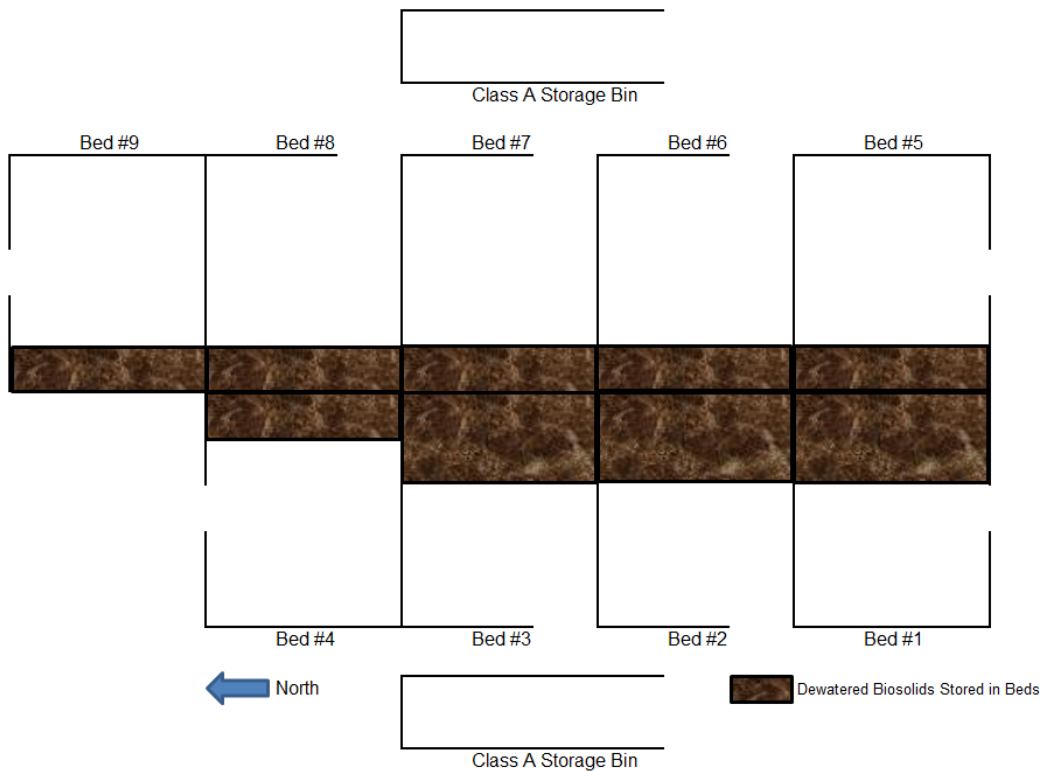 Class A Storage Bin
Bed #9 Bed #8 Bed #7 Bed #6 Bed #5
Bed #4 Bed #3 Bed #2 Bed #1
North
Dewatered Biosolids Stored in Beds
Class A Storage Bin